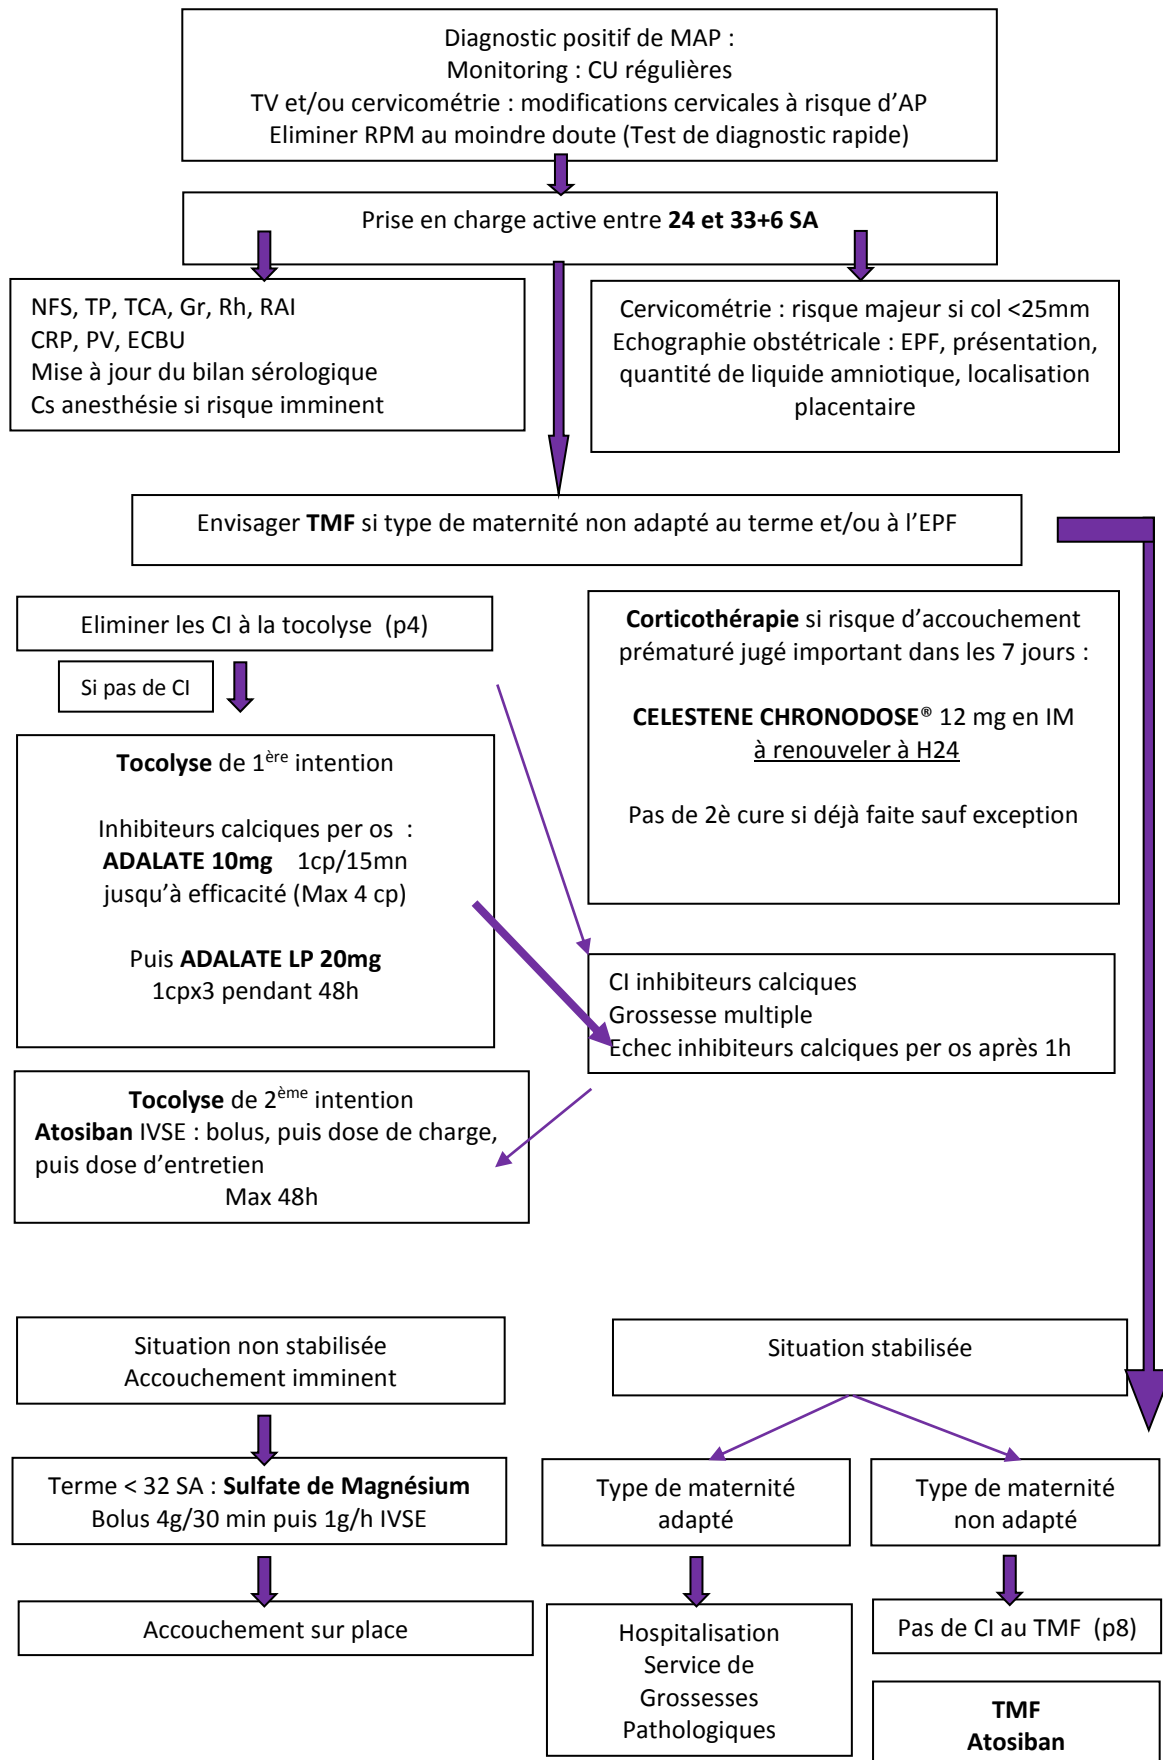 Diagnostic positif de MAP :
Monitoring : CU régulières
TV et/ou cervicométrie : modifications cervicales à risque d’AP
Eliminer RPM au moindre doute (Test de diagnostic rapide)
Prise en charge active entre 24 et 33+6 SA
NFS, TP, TCA, Gr, Rh, RAI
CRP, PV, ECBU
Mise à jour du bilan sérologique
Cs anesthésie si risque imminent
Cervicométrie : risque majeur si col <25mm
Echographie obstétricale : EPF, présentation,
quantité de liquide amniotique, localisation
placentaire
Envisager TMF si type de maternité non adapté au terme et/ou à l’EPF
Eliminer les CI à la tocolyse (p4)
Si pas de CI
Corticothérapie si risque d’accouchement
prématuré jugé important dans les 7 jours :
CELESTENE CHRONODOSE® 12 mg en IM
à renouveler à H24
Pas de 2è cure si déjà faite sauf exception
Tocolyse de 1ère intention
Inhibiteurs calciques per os :
ADALATE 10mg 1cp/15mn
jusqu’à efficacité (Max 4 cp)
Puis ADALATE LP 20mg
1cpx3 pendant 48h
CI inhibiteurs calciques
Grossesse multiple
Echec inhibiteurs calciques per os après 1h
Tocolyse de 2ème intention
Atosiban IVSE : bolus, puis dose de charge,
puis dose d’entretien
Max 48h
Situation non stabilisée
Accouchement imminent
Situation stabilisée
Terme < 32 SA : Sulfate de Magnésium
Bolus 4g/30 min puis 1g/h IVSE
Type de maternité
adapté
Type de maternité
non adapté
Accouchement sur place
Hospitalisation
Service de
Grossesses
Pathologiques
Pas de CI au TMF (p8)
TMF
Atosiban